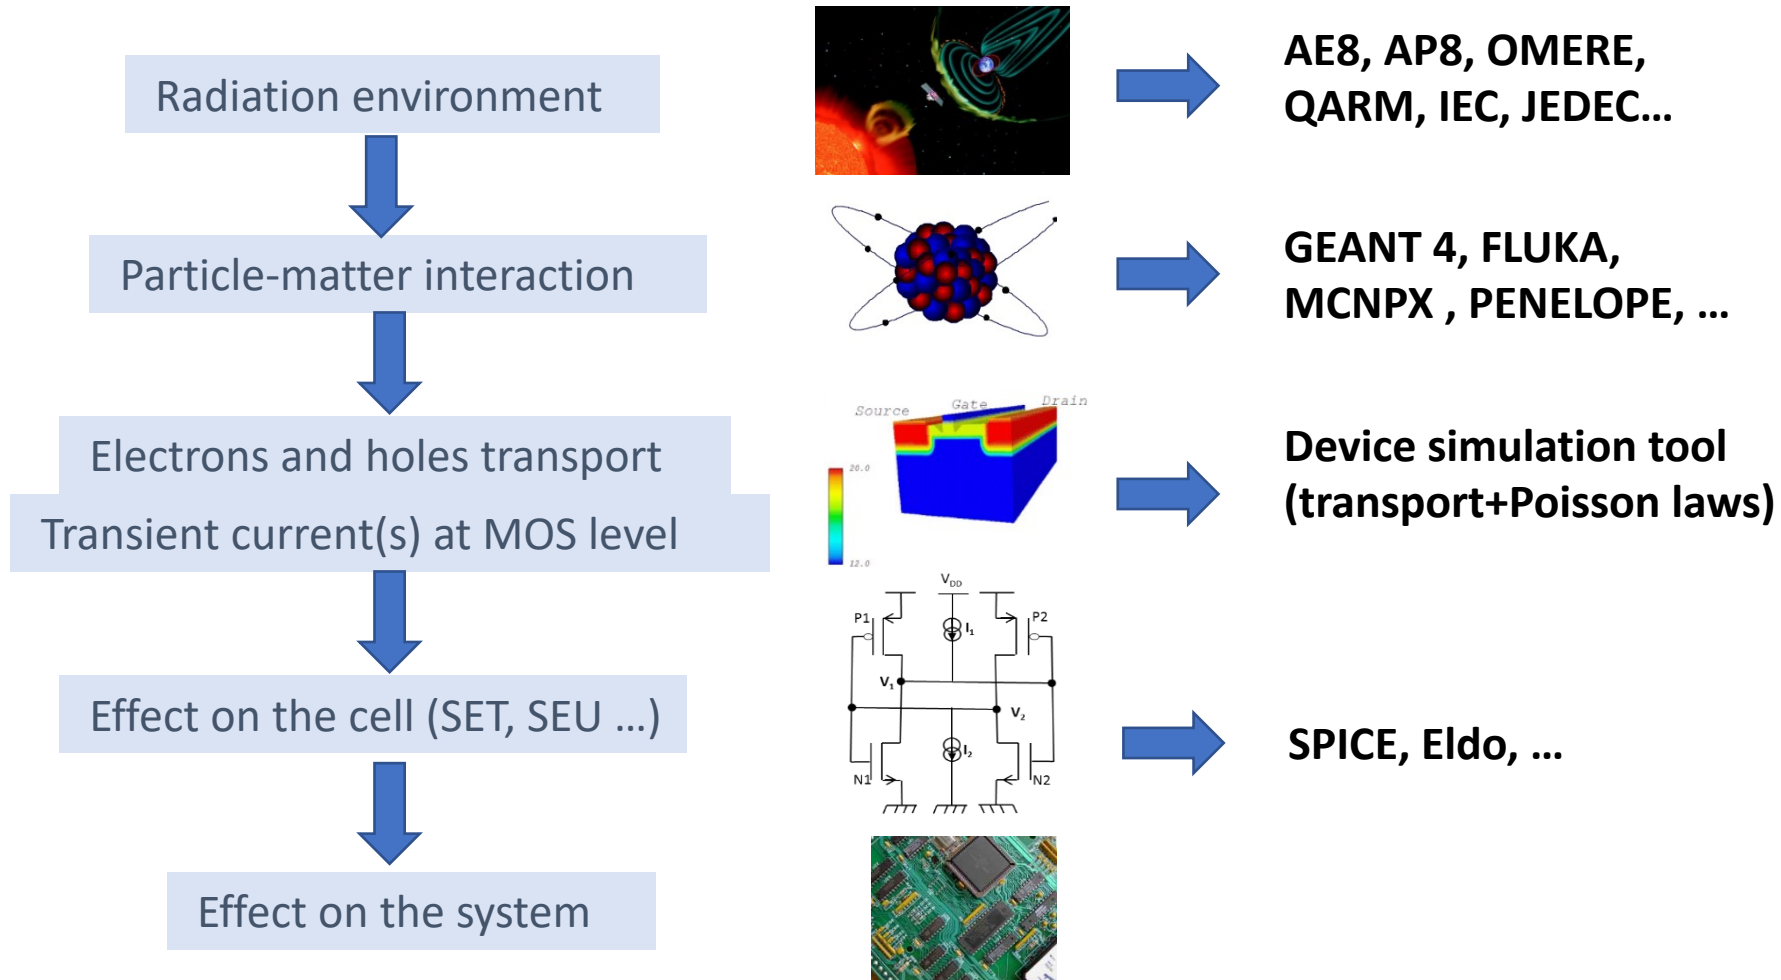 Radiation environment
AE8, AP8, OMERE,
QARM, IEC, JEDEC...
Particle-matter interaction
GEANT 4, FLUKA,
MCNPX , PENELOPE, ...
Electrons and holes transport
Transient current(s) at MOS level
Source
Gate
Drain
20.0
12.0
Device simulation tool
(transport+Poisson laws)
Effect on the cell (SET, SEU ...)
VDD
P1
I1
P2
V1
V2
I2
N1
N2
SPICE, Eldo, ...
Effect on the system